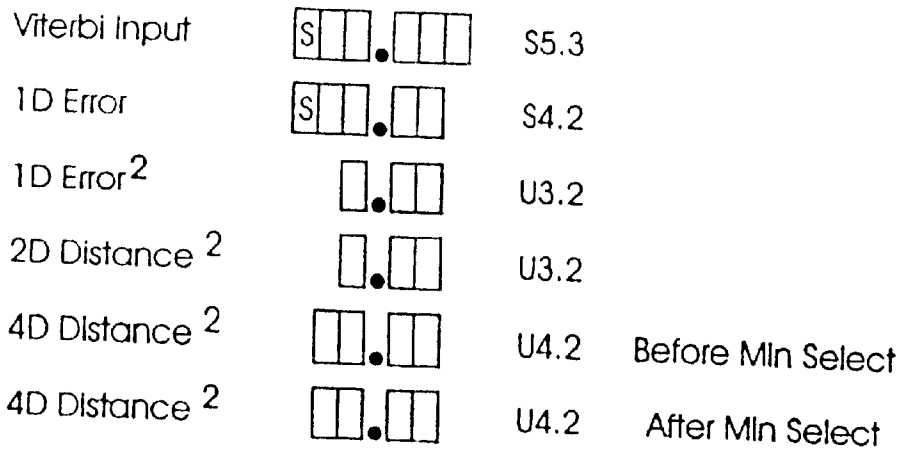 Viterbi Input S S5.3
1D Error S S4.2
1D Error2 U3.2
2D Distance 2 U3.2
4D Distance 2 U4.2 Before Min Select
4D Distance 2 U4.2 After Min Select